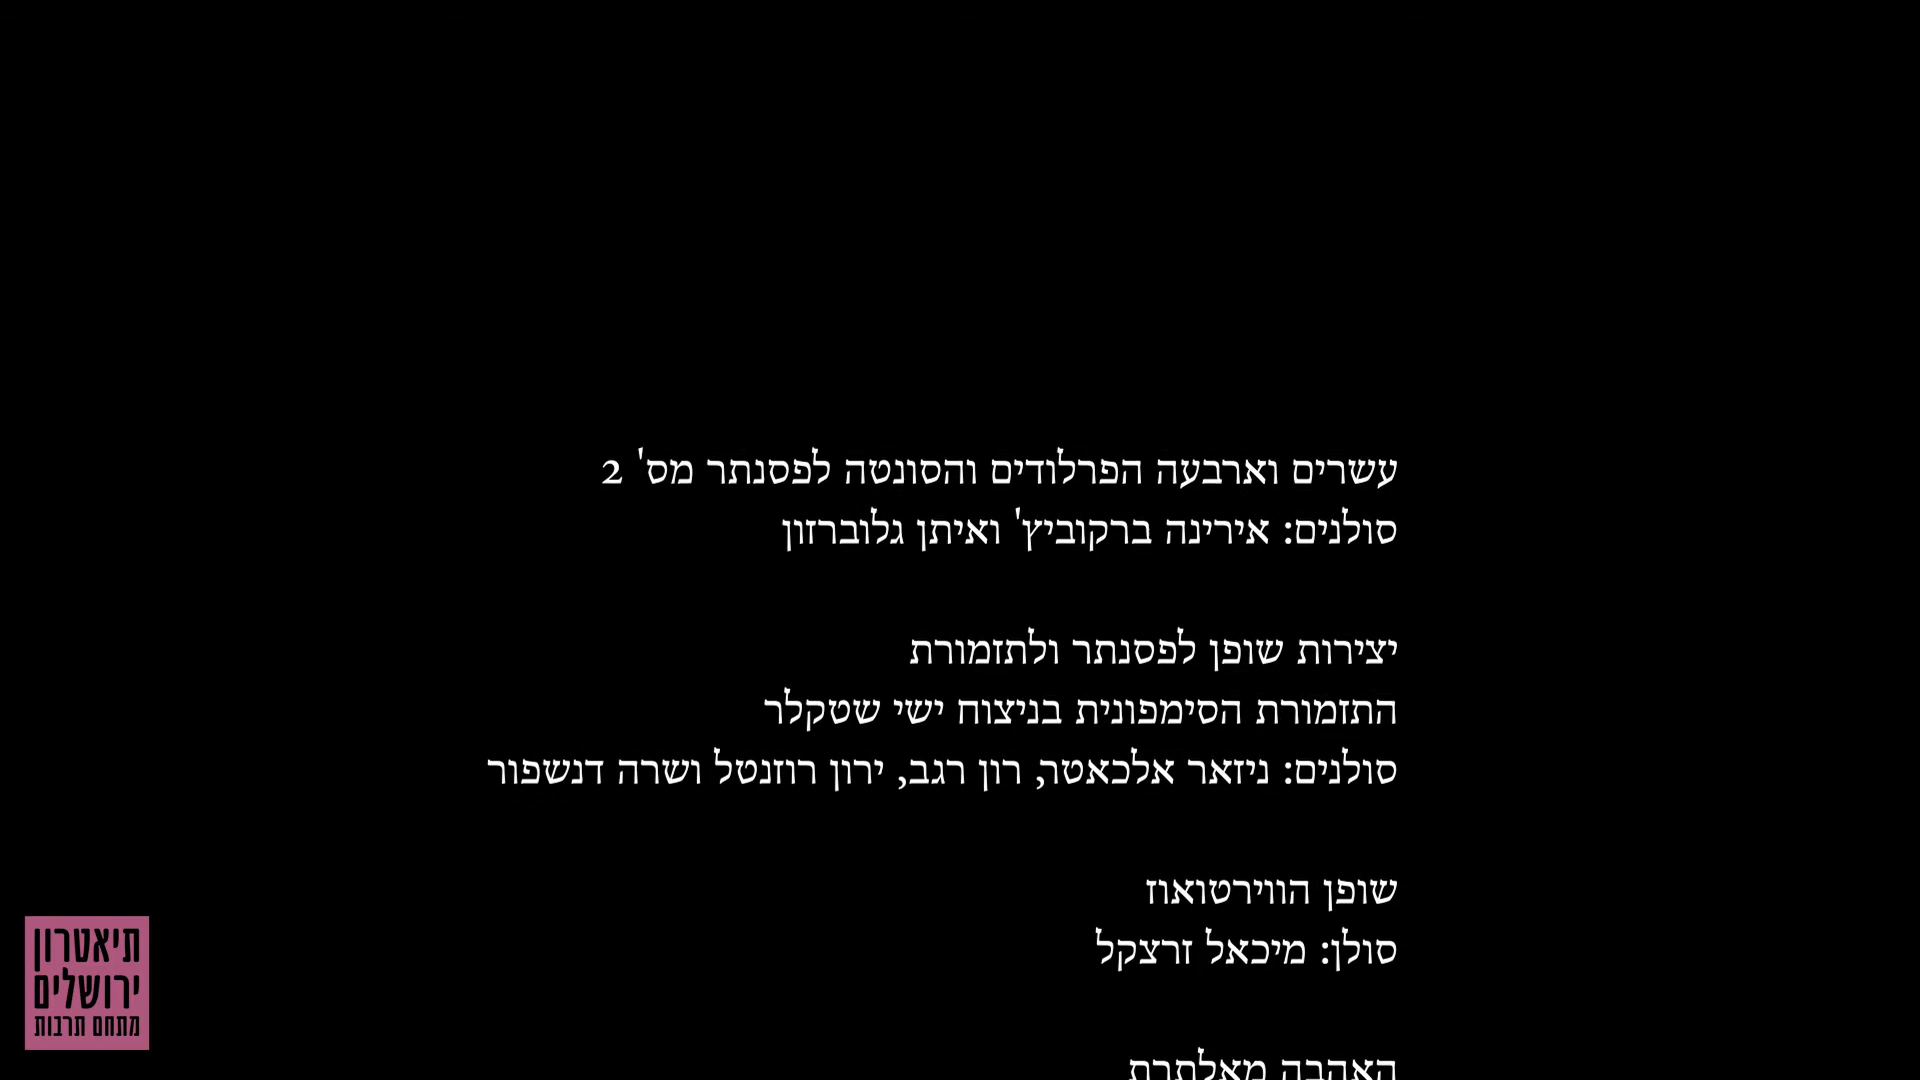 עשרים וארבעה הפרלודים והסונטה לפסנתר מס' 2
סולנים: אירינה ברקוביץ' ואיתן גלוברזון
יצירות שופן לפסנתר ולתזמורת
התזמורת הסימפונית בניצוח ישי שטקלר
סולנים: ניזאר אלכאטר, רון רגב, ירון רוזנטל ושרה דנשפור
שופן הווירטואוז
סולן: מיכאל זרצקל
האהבה מאלתרת
תיאטרון
ירושלים
מתחם תרבות